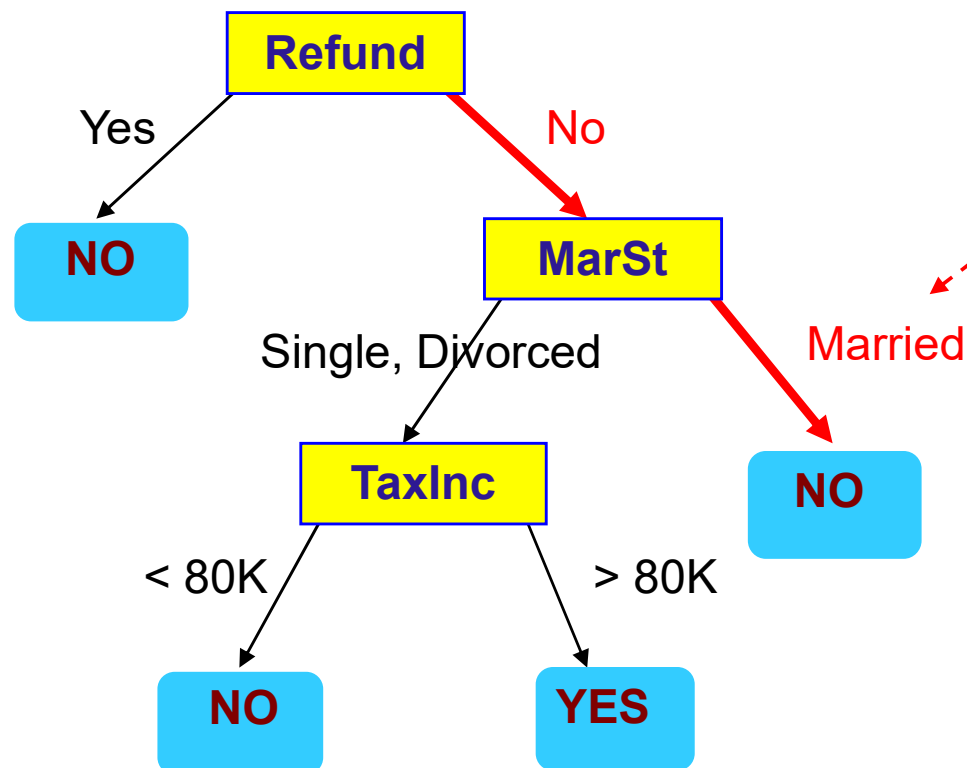 Refund
Yes
No
NO
MarSt
Single, Divorced
Married
TaxInc
NO
< 80K
> 80K
NO
YES